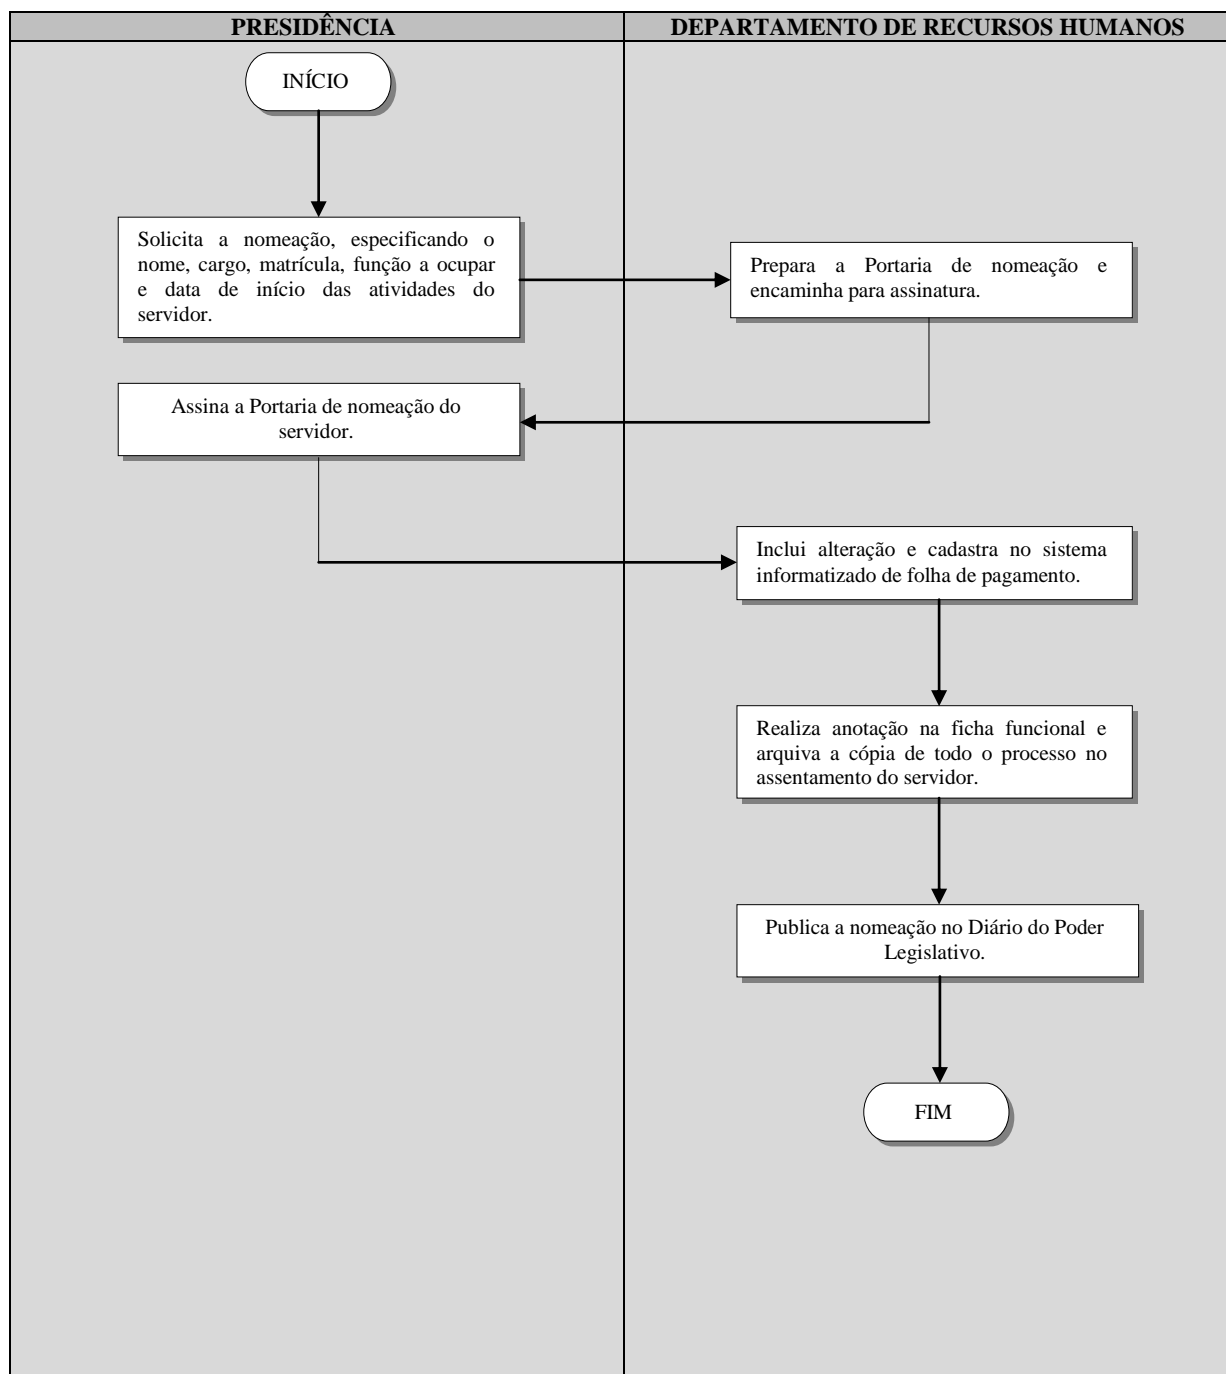 PRESIDÊNCIA
DEPARTAMENTO DE RECURSOS HUMANOS
INÍCIO
Solicita a nomeação, especificando o
nome, cargo, matrícula, função a ocupar
e data de início das atividades do
servidor.
Prepara a Portaria de nomeação e
encaminha para assinatura.
Assina a Portaria de nomeação do
servidor.
Inclui alteração e cadastra no sistema
informatizado de folha de pagamento.
Realiza anotação na ficha funcional e
arquiva a cópia de todo o processo no
assentamento do servidor.
Publica a nomeação no Diário do Poder
Legislativo.
FIM